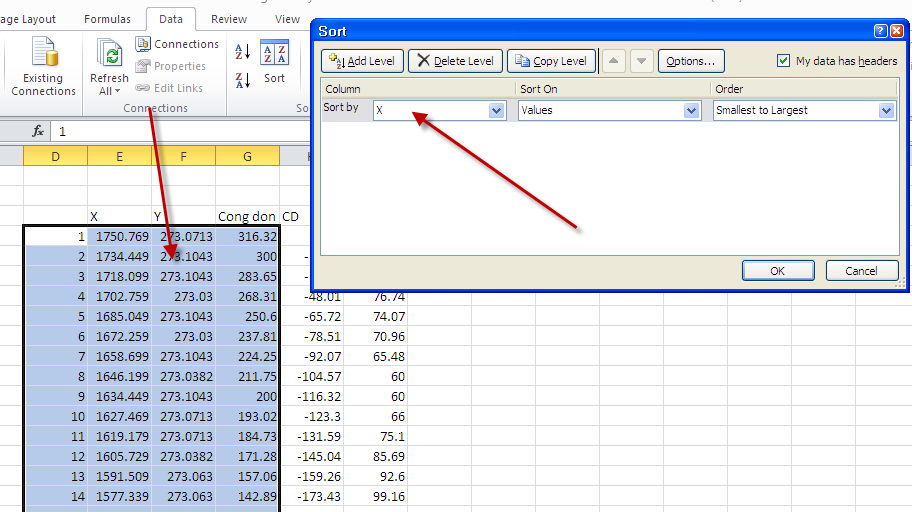 age Layout Formulas Data Review View
Existing Connections
Refresh All
Connections
Properties
Edit Links
Connections
A Z
Z A
A Z Z A
Sort
So
fx 1
Sort
Add Level Delete Level Copy Level Options... My data has headers
Column Sort On Order
Sort by X Values Smallest to Largest
OK Cancel
D E F G
X Y Cong don CD
1 1750.769 273.0713 316.32
2 1734.449 273.1043 300 -
3 1718.099 273.1043 283.65 -
4 1702.759 273.03 268.31 -48.01 76.74
5 1685.049 273.1043 250.6 -65.72 74.07
6 1672.259 273.03 237.81 -78.51 70.96
7 1658.699 273.1043 224.25 -92.07 65.48
8 1646.199 273.0382 211.75 -104.57 60
9 1634.449 273.1043 200 -116.32 60
10 1627.469 273.0713 193.02 -123.3 66
11 1619.179 273.0713 184.73 -131.59 75.1
12 1605.729 273.0382 171.28 -145.04 85.69
13 1591.509 273.063 157.06 -159.26 92.6
14 1577.339 273.063 142.89 -173.43 99.16